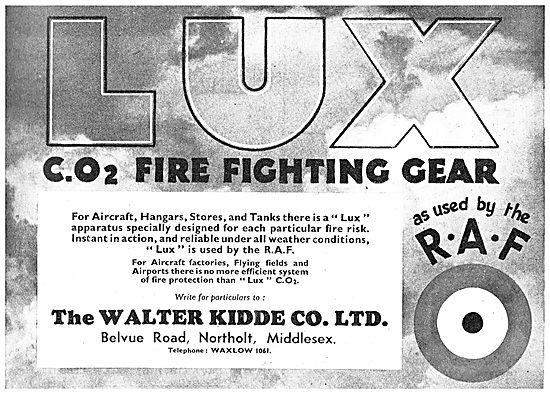 LUX
C.O2 FIRE FIGHTING GEAR
as used by the
R·A·F
For Aircraft, Hangars, Stores, and Tanks there is a "Lux"
apparatus specially designed for each particular fire risk.
Instant in action, and reliable under all weather conditions,
"Lux" is used by the R.A.F.
For Aircraft factories, Flying fields and
Airports there is no more efficient system
of fire protection than "Lux" C.O2.
Write for particulars to :
The WALTER KIDDE CO. LTD.
Belvue Road, Northolt, Middlesex.
Telephone : WAXLOW 1061.